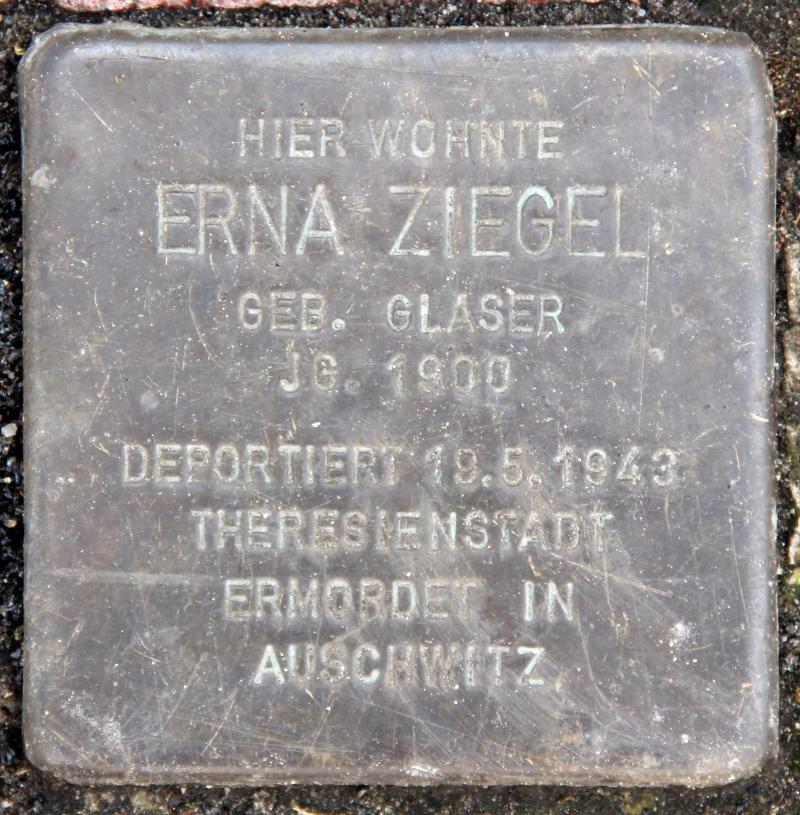 HIER WOHNTE
ERNA ZIEGEL
GEB. GLASER
JG. 1900
DEPORTIERT 19.5.1943
THERESIENSTADT
ERMORDET IN
AUSCHWITZ